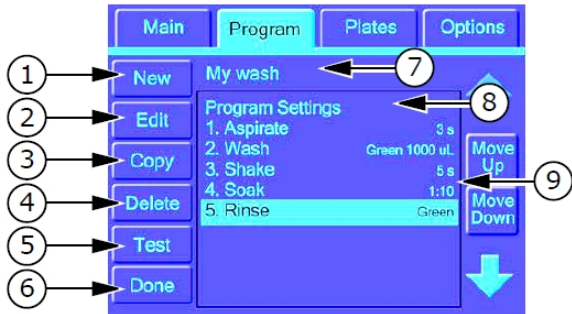 Main Program Plates Options
1 New My wash 7
Program Settings 8
2 Edit 1. Aspirate 3 s
2. Wash Green 1000 uL Move Up
3 Copy 3. Shake 5 s
4. Soak 1:10 9
4 Delete 5. Rinse Green Move Down
5 Test
6 Done